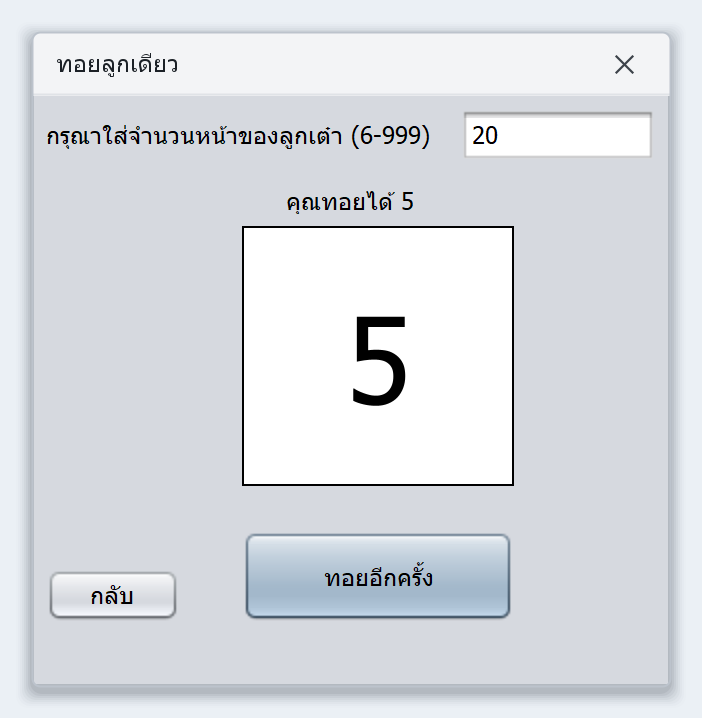 ทอยลูกเดียว
กรุณาใส่จำนวนหน้าของลูกเต๋า (6-999) 20
คุณทอยได้ 5
5
ทอยอีกครั้ง
กลับ